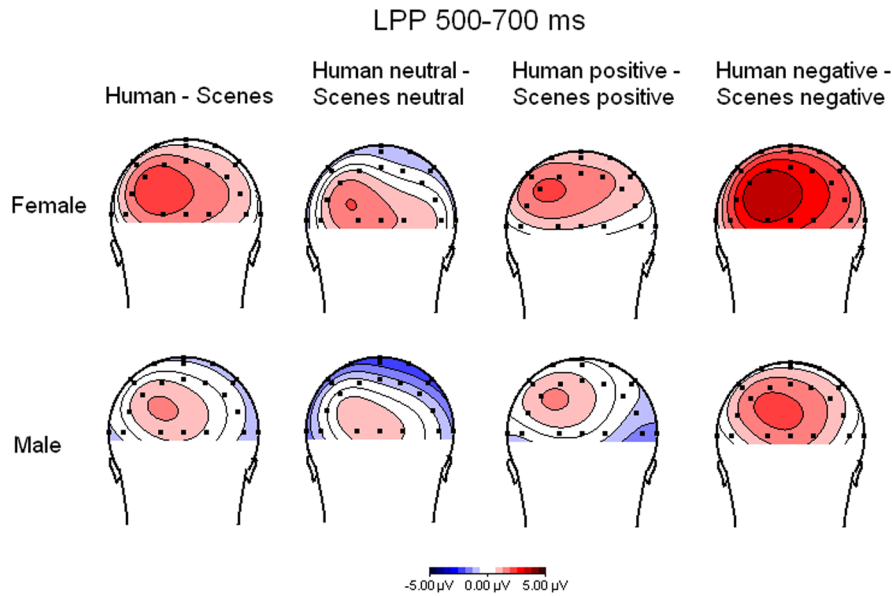 LPP 500-700 ms
Human - Scenes
Human neutral -
Scenes neutral
Human positive -
Scenes positive
Human negative -
Scenes negative
Female
Male
-5.00 µV 0.00 µV 5.00 µV